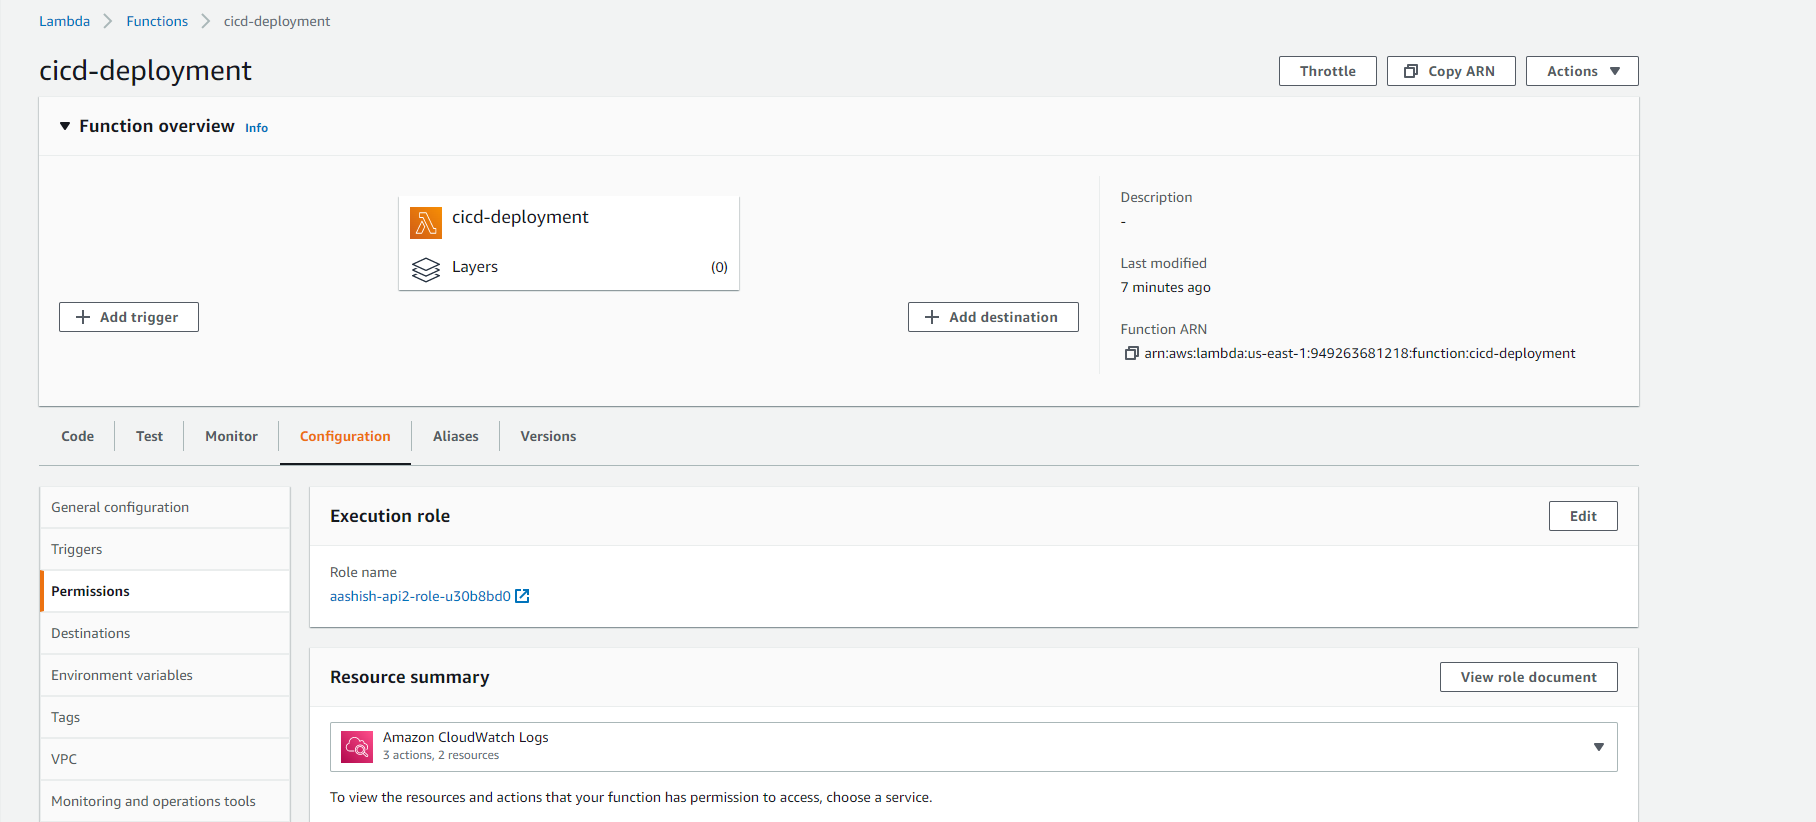 Lambda > Functions > cicd-deployment
cicd-deployment
Throttle Copy ARN Actions
Function overview Info
cicd-deployment
Layers (0)
Add trigger
Add destination
Description
-
Last modified
7 minutes ago
Function ARN
arn:aws:lambda:us-east-1:949263681218:function:cicd-deployment
Code Test Monitor Configuration Aliases Versions
General configuration
Triggers
Permissions
Destinations
Environment variables
Tags
VPC
Monitoring and operations tools
Execution role
Edit
Role name
aashish-api2-role-u30b8bd0
Resource summary
View role document
Amazon CloudWatch Logs
3 actions, 2 resources
To view the resources and actions that your function has permission to access, choose a service.